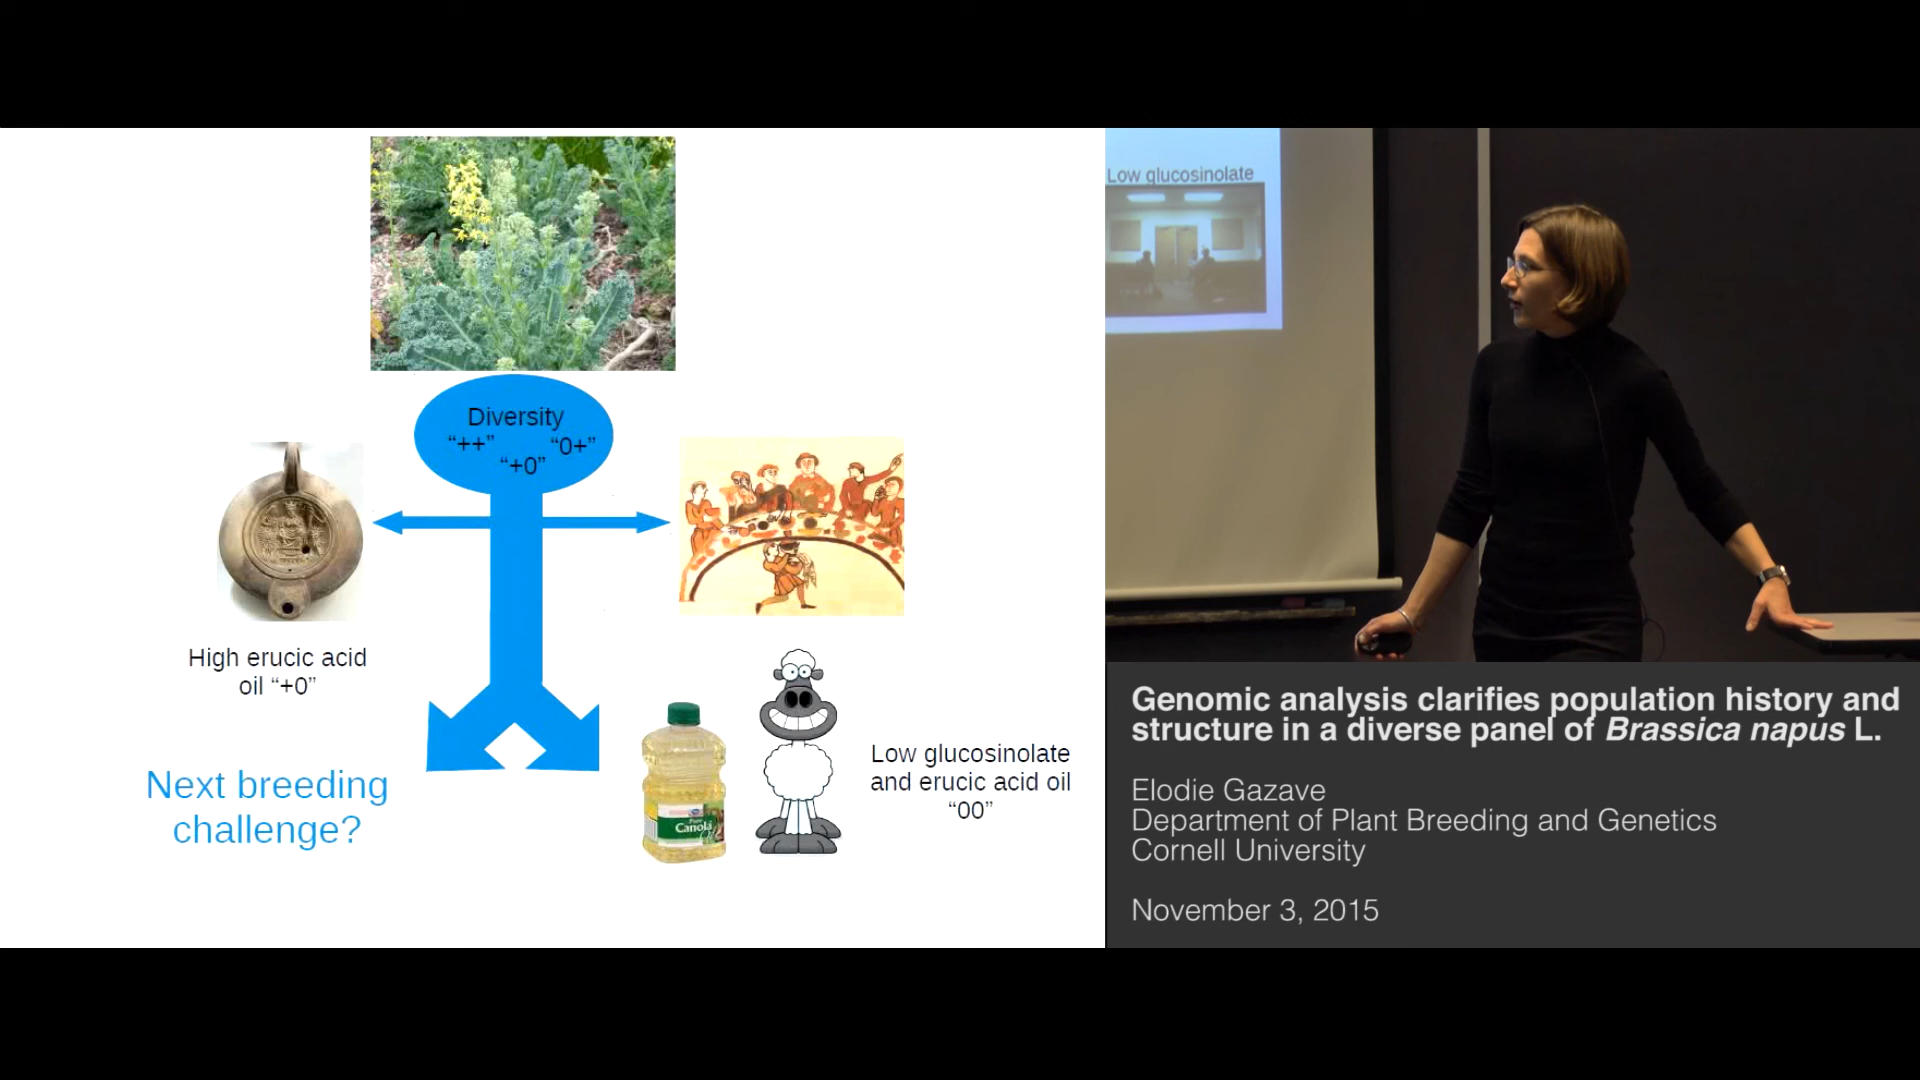 Diversity
“++”
“0+”
“+0”
High erucic acid
oil “+0”
Next breeding
challenge?
Canola
Low glucosinolate
and erucic acid oil
“00”
Low glucosinolate
Genomic analysis clarifies population history and
structure in a diverse panel of Brassica napus L.
Elodie Gazave
Department of Plant Breeding and Genetics
Cornell University
November 3, 2015